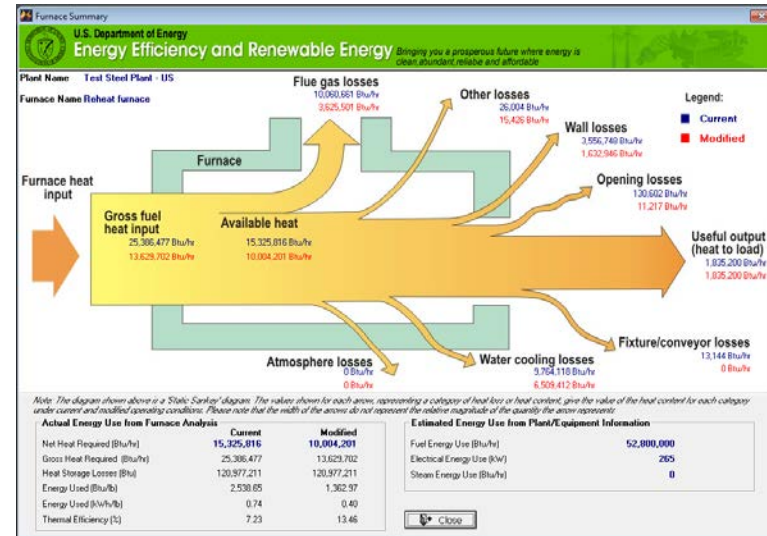 Furnace Summary
U.S. Department of Energy
Energy Efficiency and Renewable Energy
Bringing you a prosperous future where energy is
clean,abundant,reliable and affordable
Plant Name Test Steel Plant - US
Furnace Name Reheat furnace
Flue gas losses
10,060,661 Btu/hr
3,625,501 Btu/hr
Other losses
26,004 Btu/hr
15,426 Btu/hr
Legend:
Current
Modified
Wall losses
3,556,748 Btu/hr
1,632,946 Btu/hr
Furnace
Furnace heat
input
Opening losses
130,602 Btu/hr
11,217 Btu/hr
Gross fuel
heat input
25,386,477 Btu/hr
13,629,702 Btu/hr
Available heat
15,325,816 Btu/hr
10,004,201 Btu/hr
Useful output
(heat to load)
1,835,200 Btu/hr
1,835,200 Btu/hr
Atmosphere losses
0 Btu/hr
0 Btu/hr
Water cooling losses
9,764,118 Btu/hr
6,509,412 Btu/hr
Fixture/conveyor losses
13,144 Btu/hr
0 Btu/hr
Note: The diagram shown above is a 'Static Sankey' diagram. The values shown for each arrow, representing a category of heat loss or heat content, give the value of the heat content for each category
under current and modified operating conditions. Please note that the width of the arrows do not represent the relative magnitude of the quantity the arrow represents
Actual Energy Use from Furnace Analysis
Current Modified
Net Heat Required (Btu/hr) 15,325,816 10,004,201
Gross Heat Required (Btu/hr) 25,386,477 13,629,702
Heat Storage Losses (Btu) 120,977,211 120,977,211
Energy Used (Btu/lb) 2,538.65 1,362.97
Energy Used (kWh/lb) 0.74 0.40
Thermal Efficiency (%) 7.23 13.46
Estimated Energy Use from Plant/Equipment Information
Fuel Energy Use (Btu/hr) 52,800,000
Electrical Energy Use (kW) 265
Steam Energy Use (Btu/hr) 0
Close